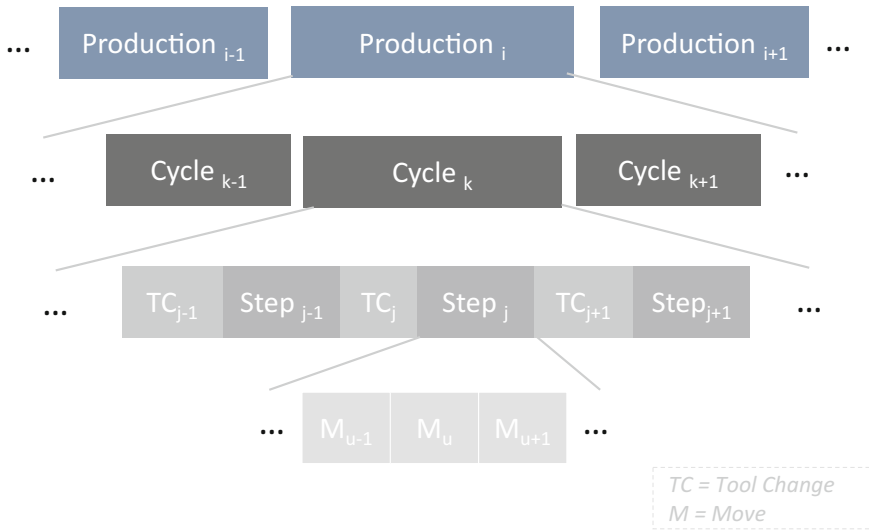 ... Production i-1 Production i Production i+1 ...
... Cycle k-1 Cycle k Cycle k+1 ...
... TCj-1 Step j-1 TCj Step j TCj+1 Stepj+1 ...
... Mu-1 Mu Mu+1 ...
TC = Tool Change
M = Move